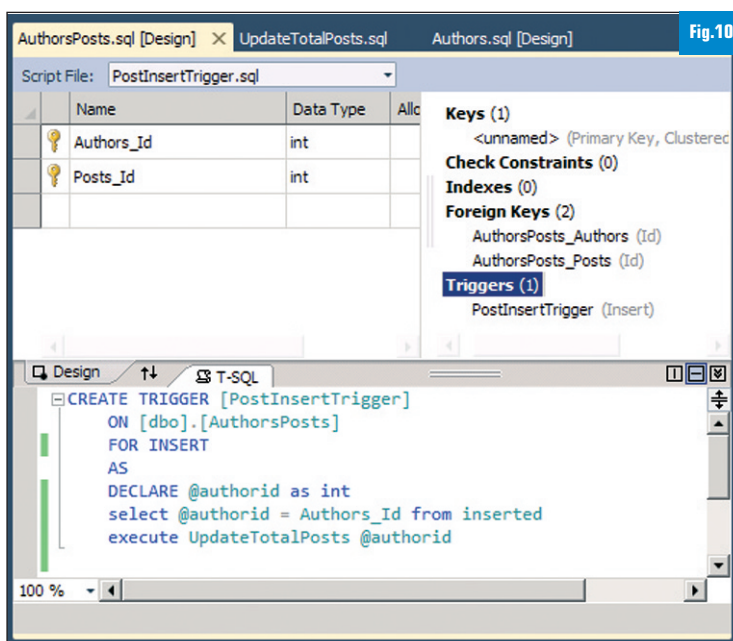 AuthorsPosts.sql [Design] UpdateTotalPosts.sql Authors.sql [Design]
Fig.10
Script File: PostInsertTrigger.sql
Name Data Type Allc
Authors_Id int
Posts_Id int
Keys (1)
<unnamed> (Primary Key, Clustered
Check Constraints (0)
Indexes (0)
Foreign Keys (2)
AuthorsPosts_Authors (Id)
AuthorsPosts_Posts (Id)
Triggers (1)
PostInsertTrigger (Insert)
Design T-SQL
CREATE TRIGGER [PostInsertTrigger]
ON [dbo].[AuthorsPosts]
FOR INSERT
AS
DECLARE @authorid as int
select @authorid = Authors_Id from inserted
execute UpdateTotalPosts @authorid
100 %